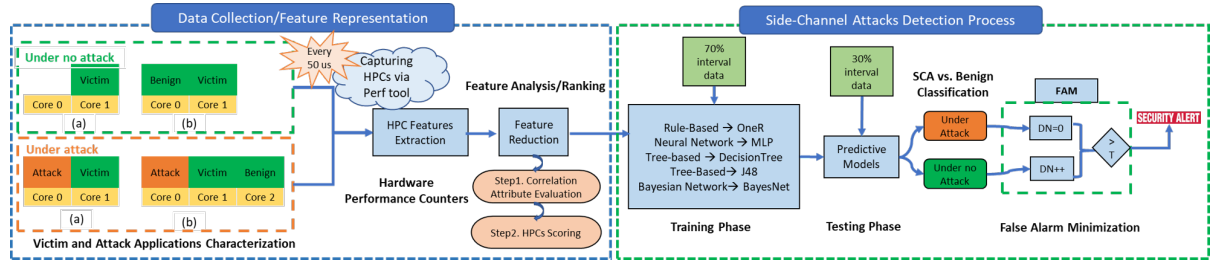 Data Collection/Feature Representation
Under no attack
Victim
Core 0 Core 1
(a)
Benign Victim
Core 0 Core 1
(b)
Under attack
Attack Victim
Core 0 Core 1
(a)
Attack Victim Benign
Core 0 Core 1 Core 2
(b)
Victim and Attack Applications Characterization
Every
50 us
Capturing
HPCs via
Perf tool
HPC Features
Extraction
Hardware
Performance Counters
Feature Analysis/Ranking
Feature
Reduction
Step1. Correlation
Attribute Evaluation
Step2. HPCs Scoring
Side-Channel Attacks Detection Process
70%
interval
data
Rule-Based → OneR
Neural Network → MLP
Tree-based → DecisionTree
Tree-Based → J48
Bayesian Network → BayesNet
Training Phase
30%
interval
data
Predictive
Models
Testing Phase
SCA vs. Benign
Classification
Under
Attack
Under no
Attack
FAM
DN=0
DN++
>
T
False Alarm Minimization
SECURITY ALERT